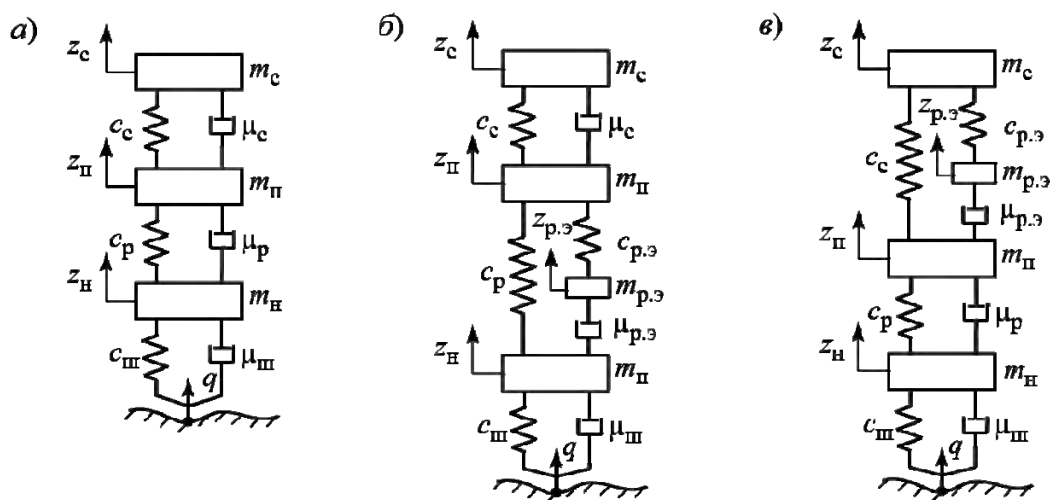 а)
z_с
m_с
c_с
μ_с
z_п
m_п
c_р
μ_р
z_н
m_н
c_ш
μ_ш
q
б)
z_с
m_с
c_с
μ_с
z_п
m_п
z_р.э
c_р.э
c_р
m_р.э
μ_р.э
z_н
m_п
c_ш
μ_ш
q
в)
z_с
m_с
z_р.э
c_р.э
c_с
m_р.э
μ_р.э
z_п
m_п
c_р
μ_р
z_н
m_н
c_ш
μ_ш
q